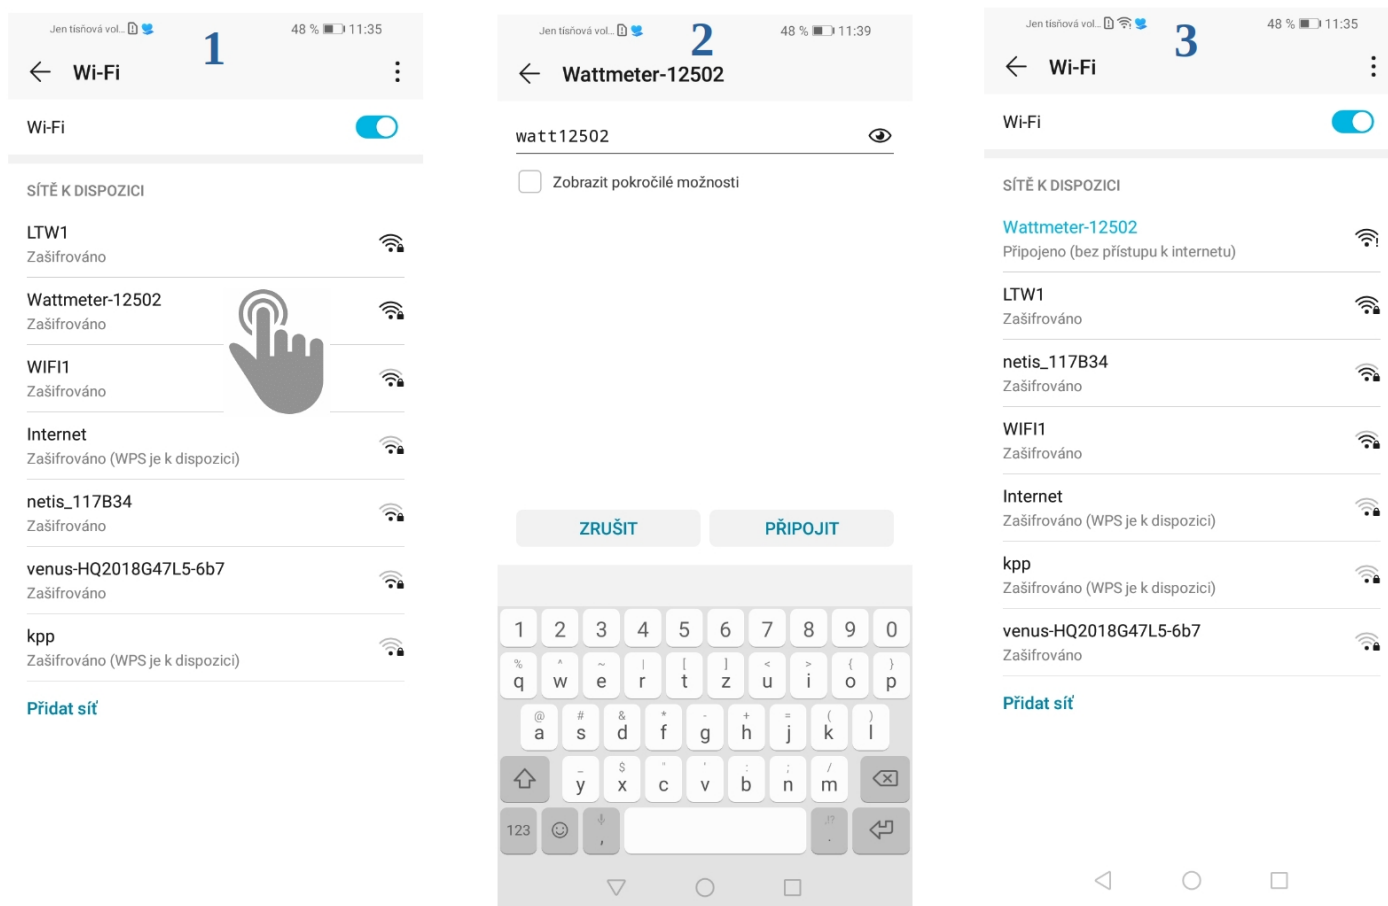 Jen tísňová vol... 48 % 11:35
1
Wi-Fi
Wi-Fi
SÍTĚ K DISPOZICI
LTW1
Zašifrováno
Wattmeter-12502
Zašifrováno
WIFI1
Zašifrováno
Internet
Zašifrováno (WPS je k dispozici)
netis_117B34
Zašifrováno
venus-HQ2018G47L5-6b7
Zašifrováno
kpp
Zašifrováno (WPS je k dispozici)
Přidat síť
Jen tísňová vol... 48 % 11:39
2
Wattmeter-12502
watt12502
Zobrazit pokročilé možnosti
ZRUŠIT PŘIPOJIT
1 2 3 4 5 6 7 8 9 0
% ^ ~ | [ ] < > { }
q w e r t z u i o p
@ # & * - + = ( )
a s d f g h j k l
_ $ " ' : ; /
y x c v b n m
123 , .
Jen tísňová vol... 48 % 11:35
3
Wi-Fi
Wi-Fi
SÍTĚ K DISPOZICI
Wattmeter-12502
Připojeno (bez přístupu k internetu)
LTW1
Zašifrováno
netis_117B34
Zašifrováno
WIFI1
Zašifrováno
Internet
Zašifrováno (WPS je k dispozici)
kpp
Zašifrováno (WPS je k dispozici)
venus-HQ2018G47L5-6b7
Zašifrováno
Přidat síť